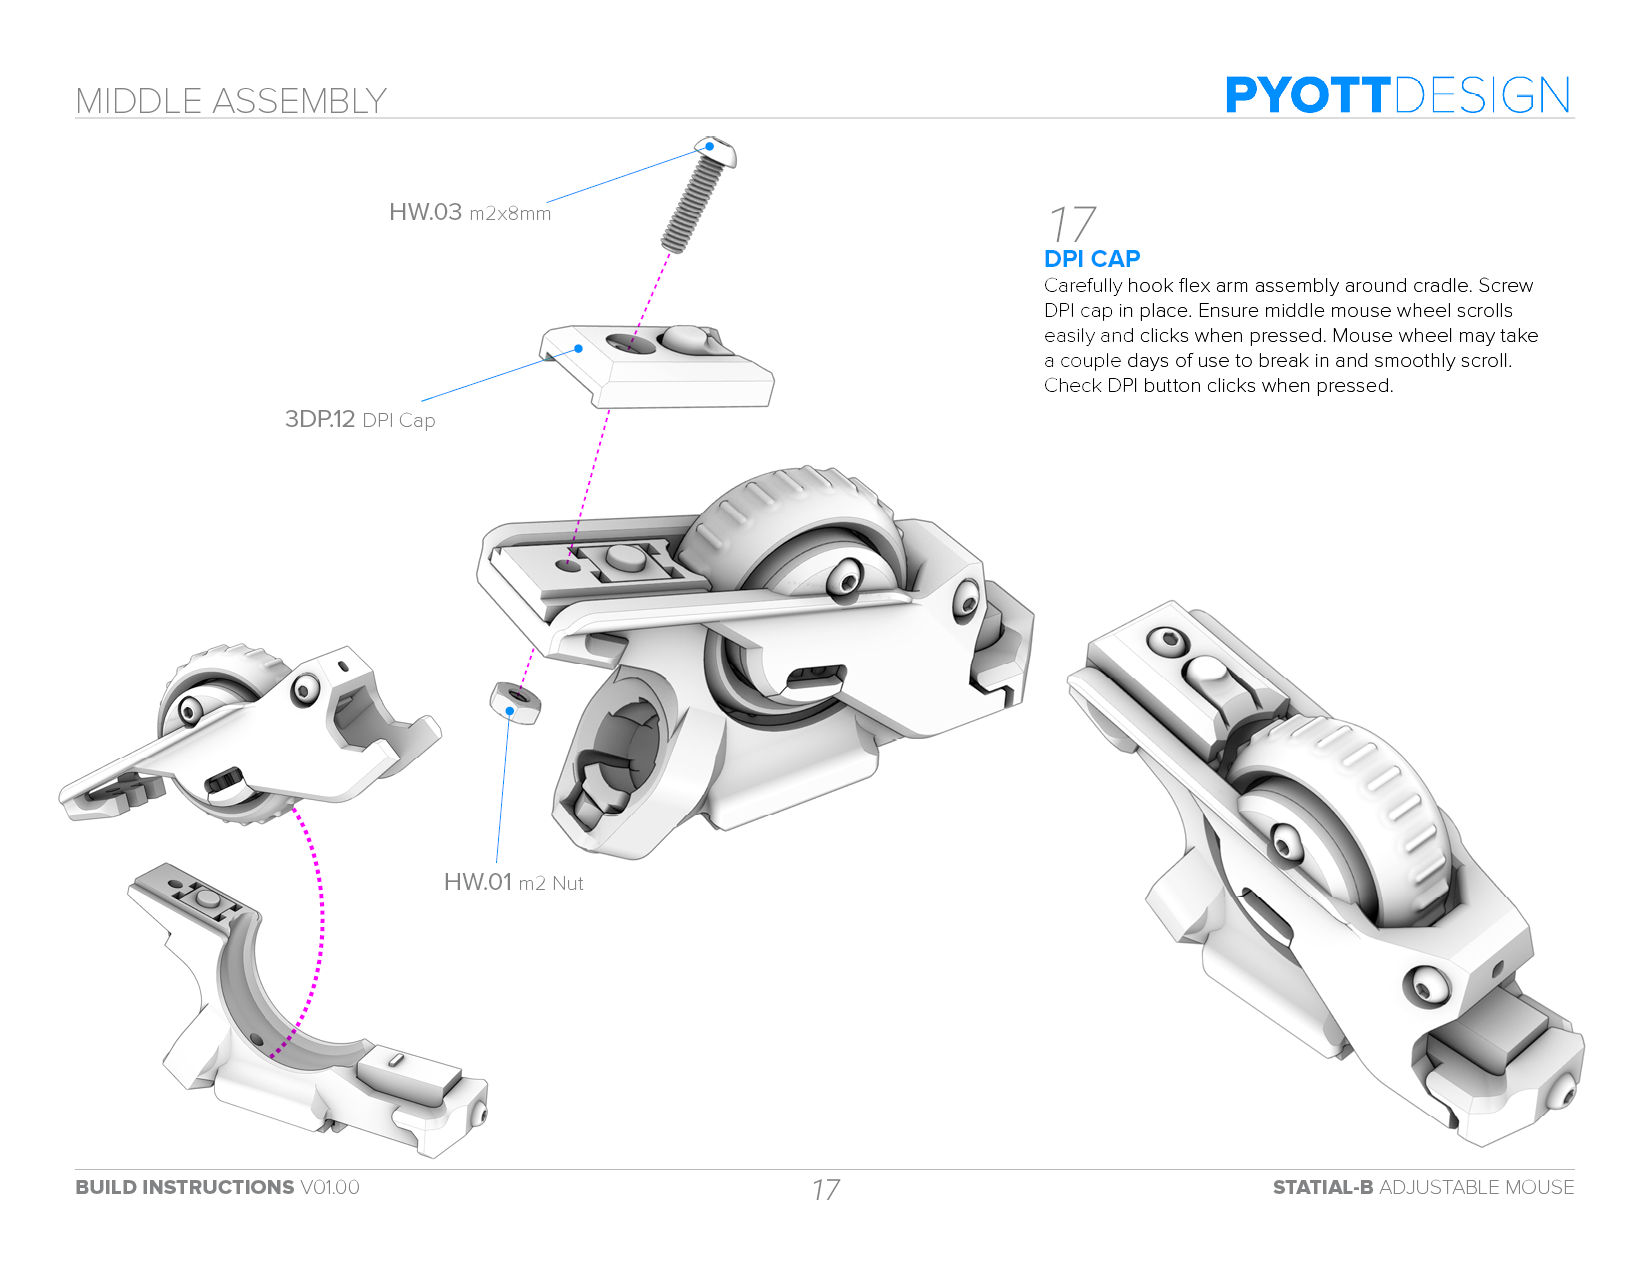 MIDDLE ASSEMBLY
PYOTTDESIGN
HW.03 m2x8mm
17
DPI CAP
Carefully hook flex arm assembly around cradle. Screw
DPI cap in place. Ensure middle mouse wheel scrolls
easily and clicks when pressed. Mouse wheel may take
a couple days of use to break in and smoothly scroll.
Check DPI button clicks when pressed.
3DP.12 DPI Cap
HW.01 m2 Nut
BUILD INSTRUCTIONS V01.00
17
STATIAL-B ADJUSTABLE MOUSE